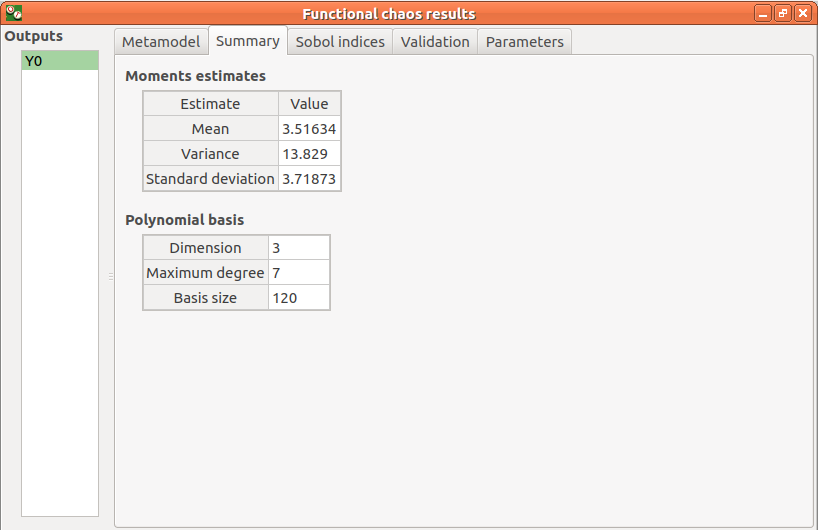 Functional chaos results
Outputs
Y0
Metamodel Summary Sobol indices Validation Parameters
Moments estimates
Estimate Value
Mean 3.51634
Variance 13.829
Standard deviation 3.71873
Polynomial basis
Dimension 3
Maximum degree 7
Basis size 120